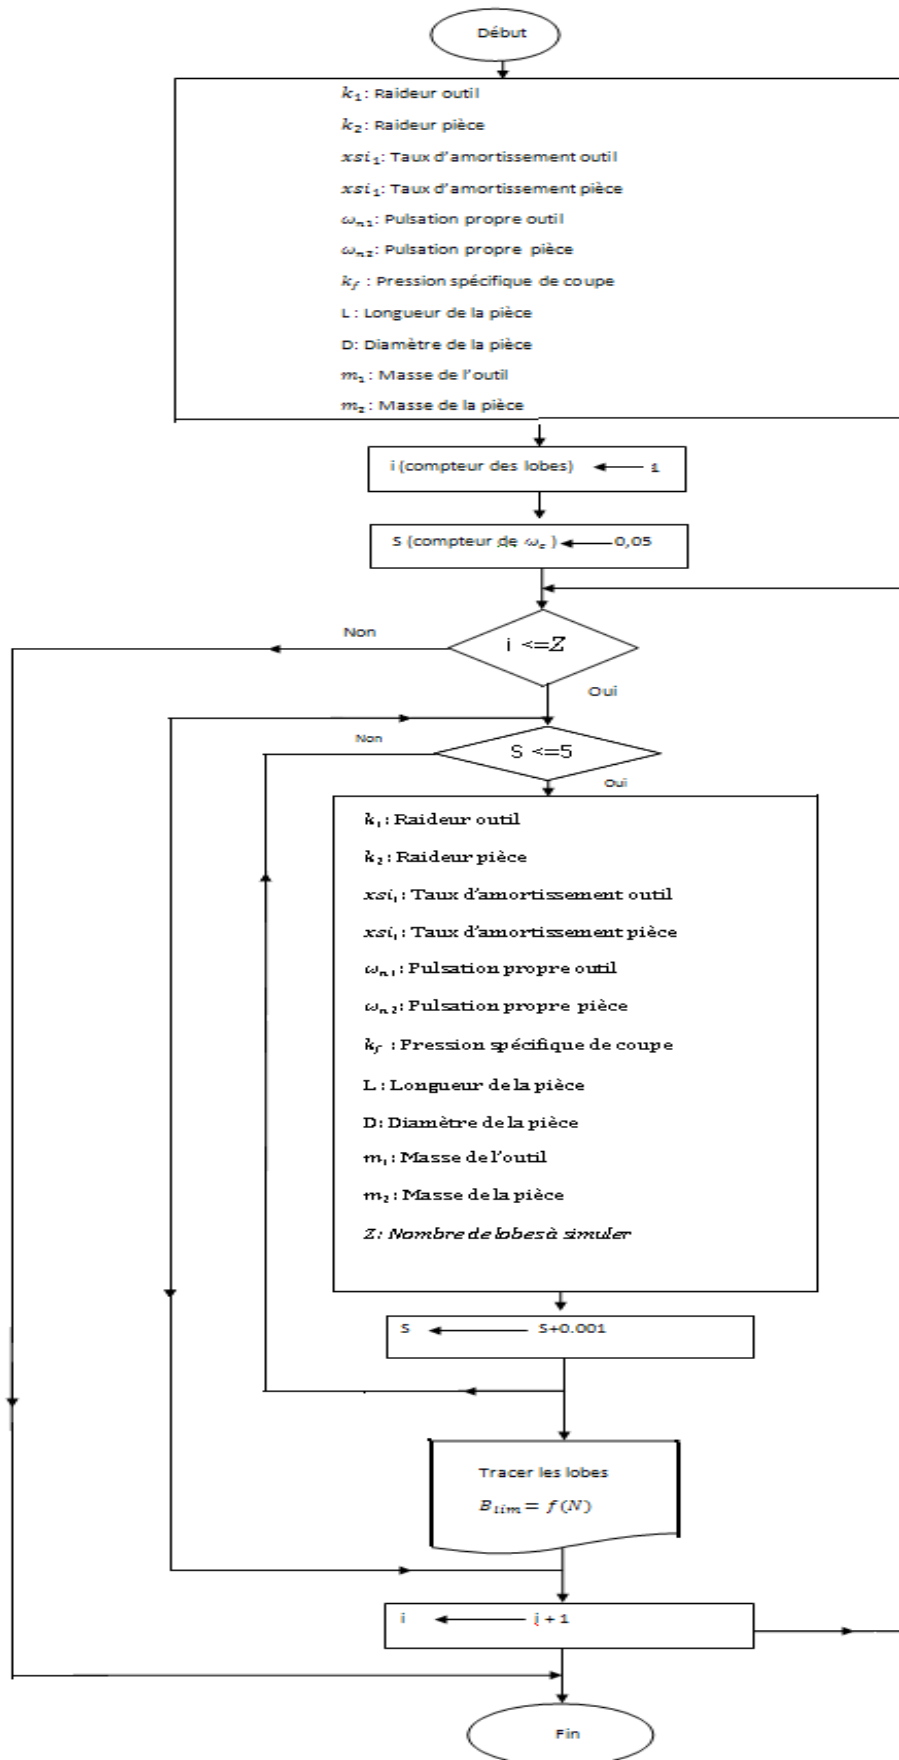 Début
k₁: Raideur outil
k₂: Raideur pièce
xsi₁: Taux d'amortissement outil
xsi₁: Taux d'amortissement pièce
ωₙ₁: Pulsation propre outil
ωₙ₂: Pulsation propre pièce
k_f : Pression spécifique de coupe
L : Longueur de la pièce
D: Diamètre de la pièce
m₁ : Masse de l'outil
m₂ : Masse de la pièce
i (compteur des lobes) ← 1
S (compteur de ω_c ) ← 0,05
Non
i <=Z
Oui
Non
S <=5
Oui
k₁: Raideur outil
k₂: Raideur pièce
xsi₁: Taux d'amortissement outil
xsi₁: Taux d'amortissement pièce
ωₙ₁: Pulsation propre outil
ωₙ₂: Pulsation propre pièce
k_f : Pression spécifique de coupe
L : Longueur de la pièce
D: Diamètre de la pièce
m₁: Masse de l'outil
m₂: Masse de la pièce
Z: Nombre de lobes à simuler
S ← S+0.001
Tracer les lobes
B_lim = f(N)
i ← i + 1
Fin